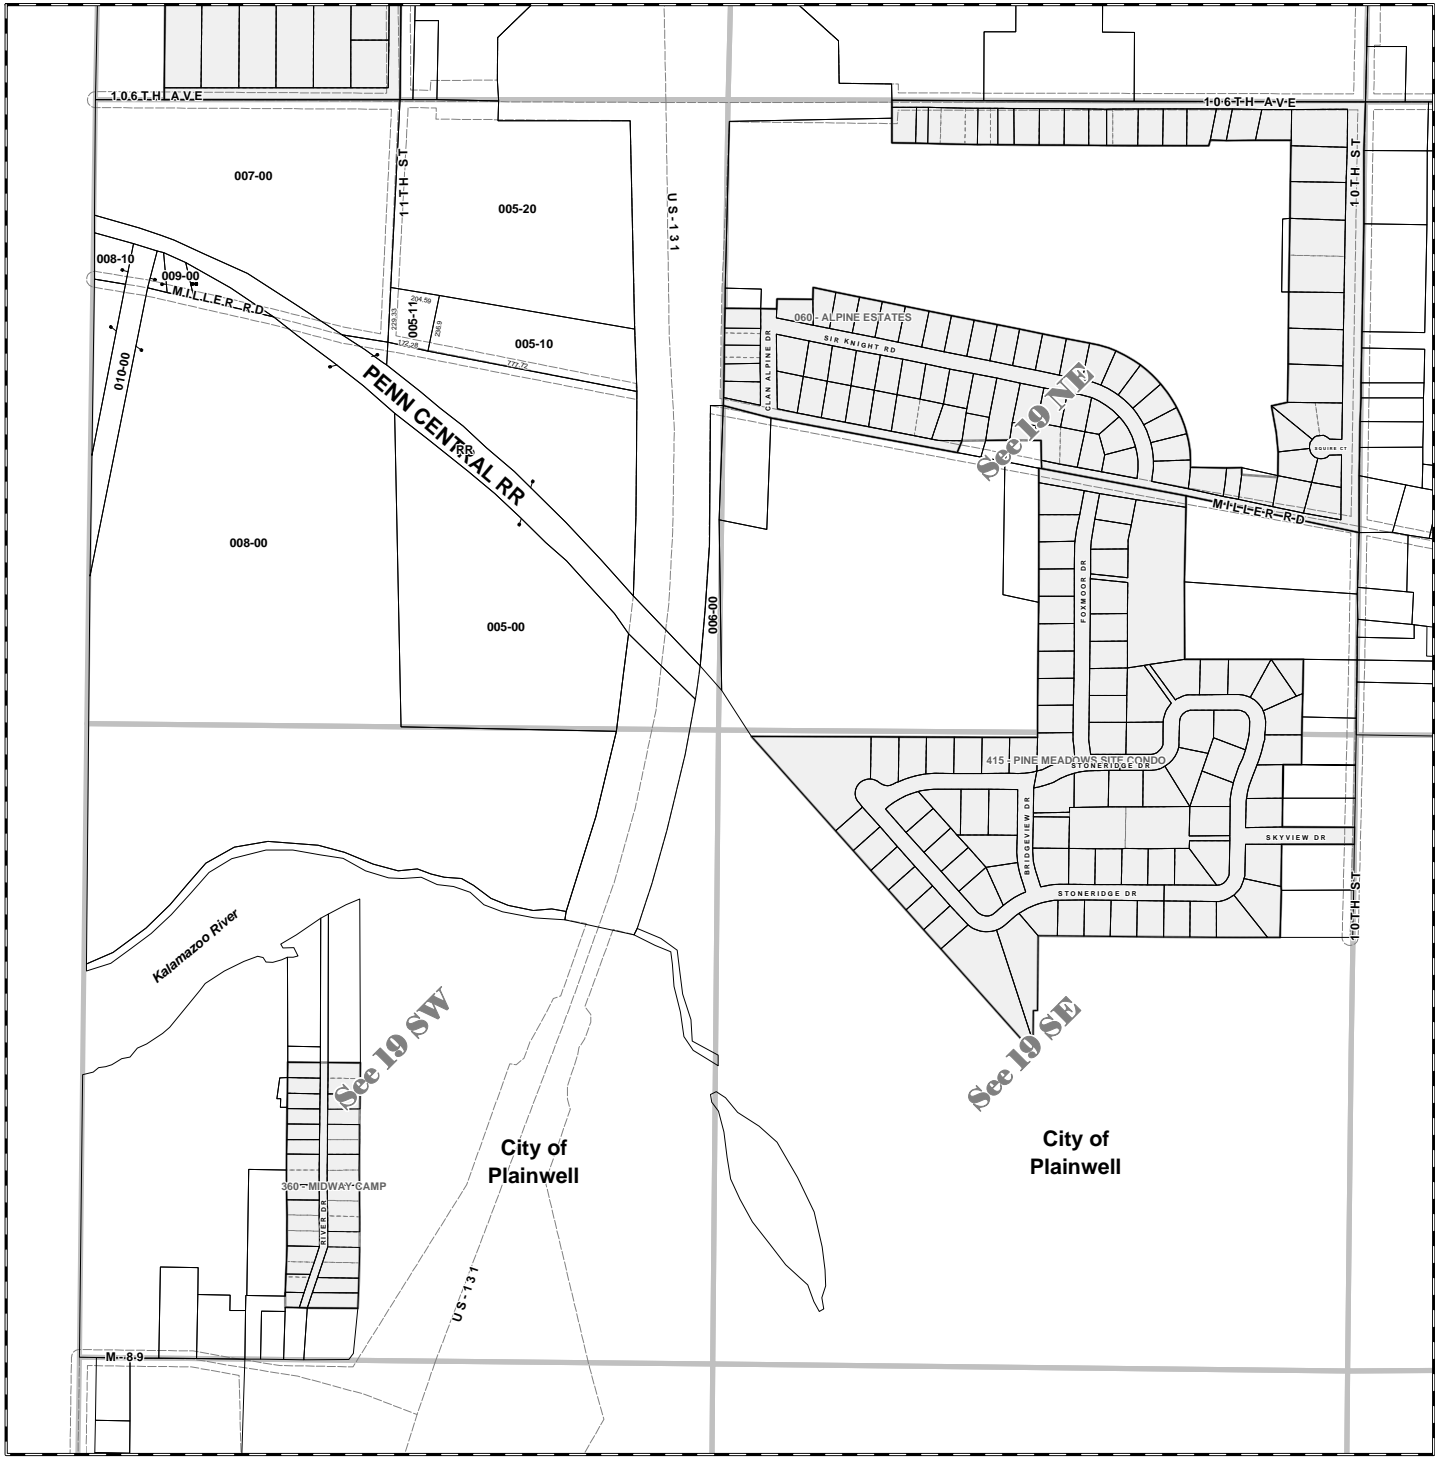 106TH AVE
106TH AVE
007-00
11TH ST
005-20
US-131
10TH ST
008-10
009-00
MILLER RD
005-11
204.59
229.33
256.9
172.28
005-10
772.72
010-00
PENN CENTRAL RR
RR
060 - ALPINE ESTATES
SIR KNIGHT RD
CLAN ALPINE DR
See 19 NE
SQUIRE CT
MILLER RD
008-00
005-00
006-00
FOXMOOR DR
415 - PINE MEADOWS SITE CONDO
STONERIDGE DR
BRIDGEVIEW DR
SKYVIEW DR
STONERIDGE DR
10TH ST
Kalamazoo River
See 19 SW
See 19 SE
City of
Plainwell
City of
Plainwell
360 - MIDWAY CAMP
RIVER DR
US-131
M-89